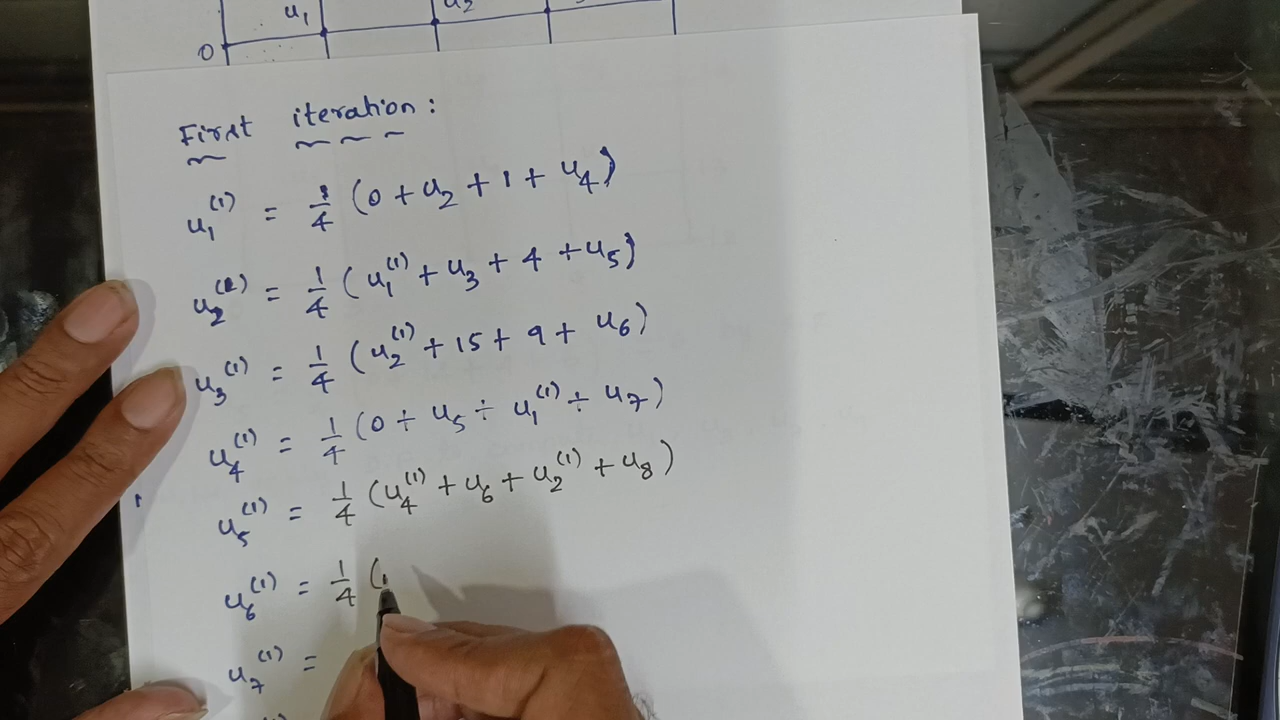 u₁ u₂
0
First iteration:
u₁⁽¹⁾ = 1/4 (0 + u₂ + 1 + u₄)
u₂⁽¹⁾ = 1/4 (u₁⁽¹⁾ + u₃ + 4 + u₅)
u₃⁽¹⁾ = 1/4 (u₂⁽¹⁾ + 15 + 9 + u₆)
u₄⁽¹⁾ = 1/4 (0 + u₅ + u₁⁽¹⁾ + u₇)
u₅⁽¹⁾ = 1/4 (u₄⁽¹⁾ + u₆ + u₂⁽¹⁾ + u₈)
u₆⁽¹⁾ = 1/4 (
u₇⁽¹⁾ =